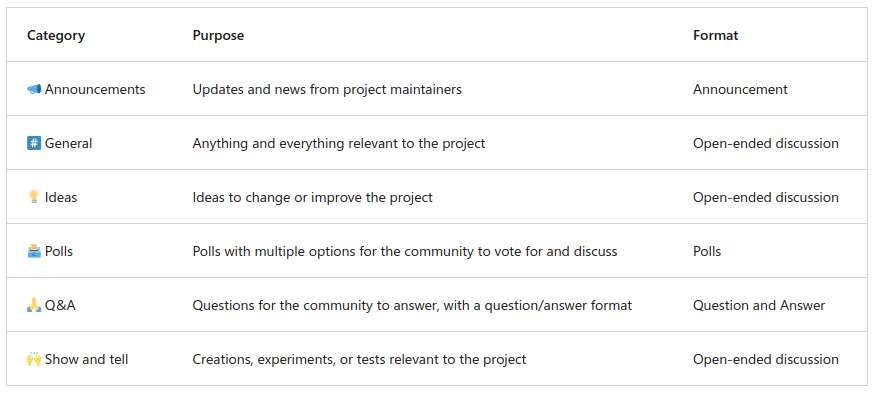 Category Purpose Format
📣 Announcements Updates and news from project maintainers Announcement
#️⃣ General Anything and everything relevant to the project Open-ended discussion
💡 Ideas Ideas to change or improve the project Open-ended discussion
🗳️ Polls Polls with multiple options for the community to vote for and discuss Polls
🙏 Q&A Questions for the community to answer, with a question/answer format Question and Answer
🙌 Show and tell Creations, experiments, or tests relevant to the project Open-ended discussion